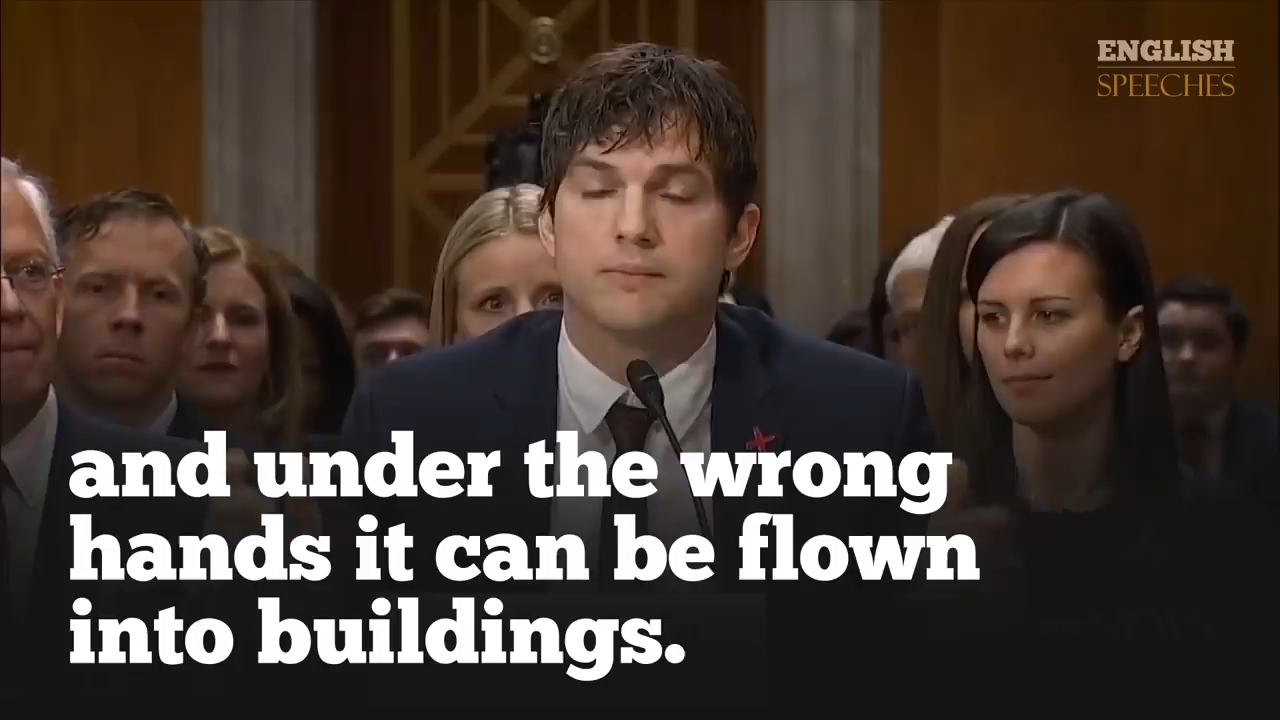 ENGLISH
SPEECHES
and under the wrong
hands it can be flown
into buildings.